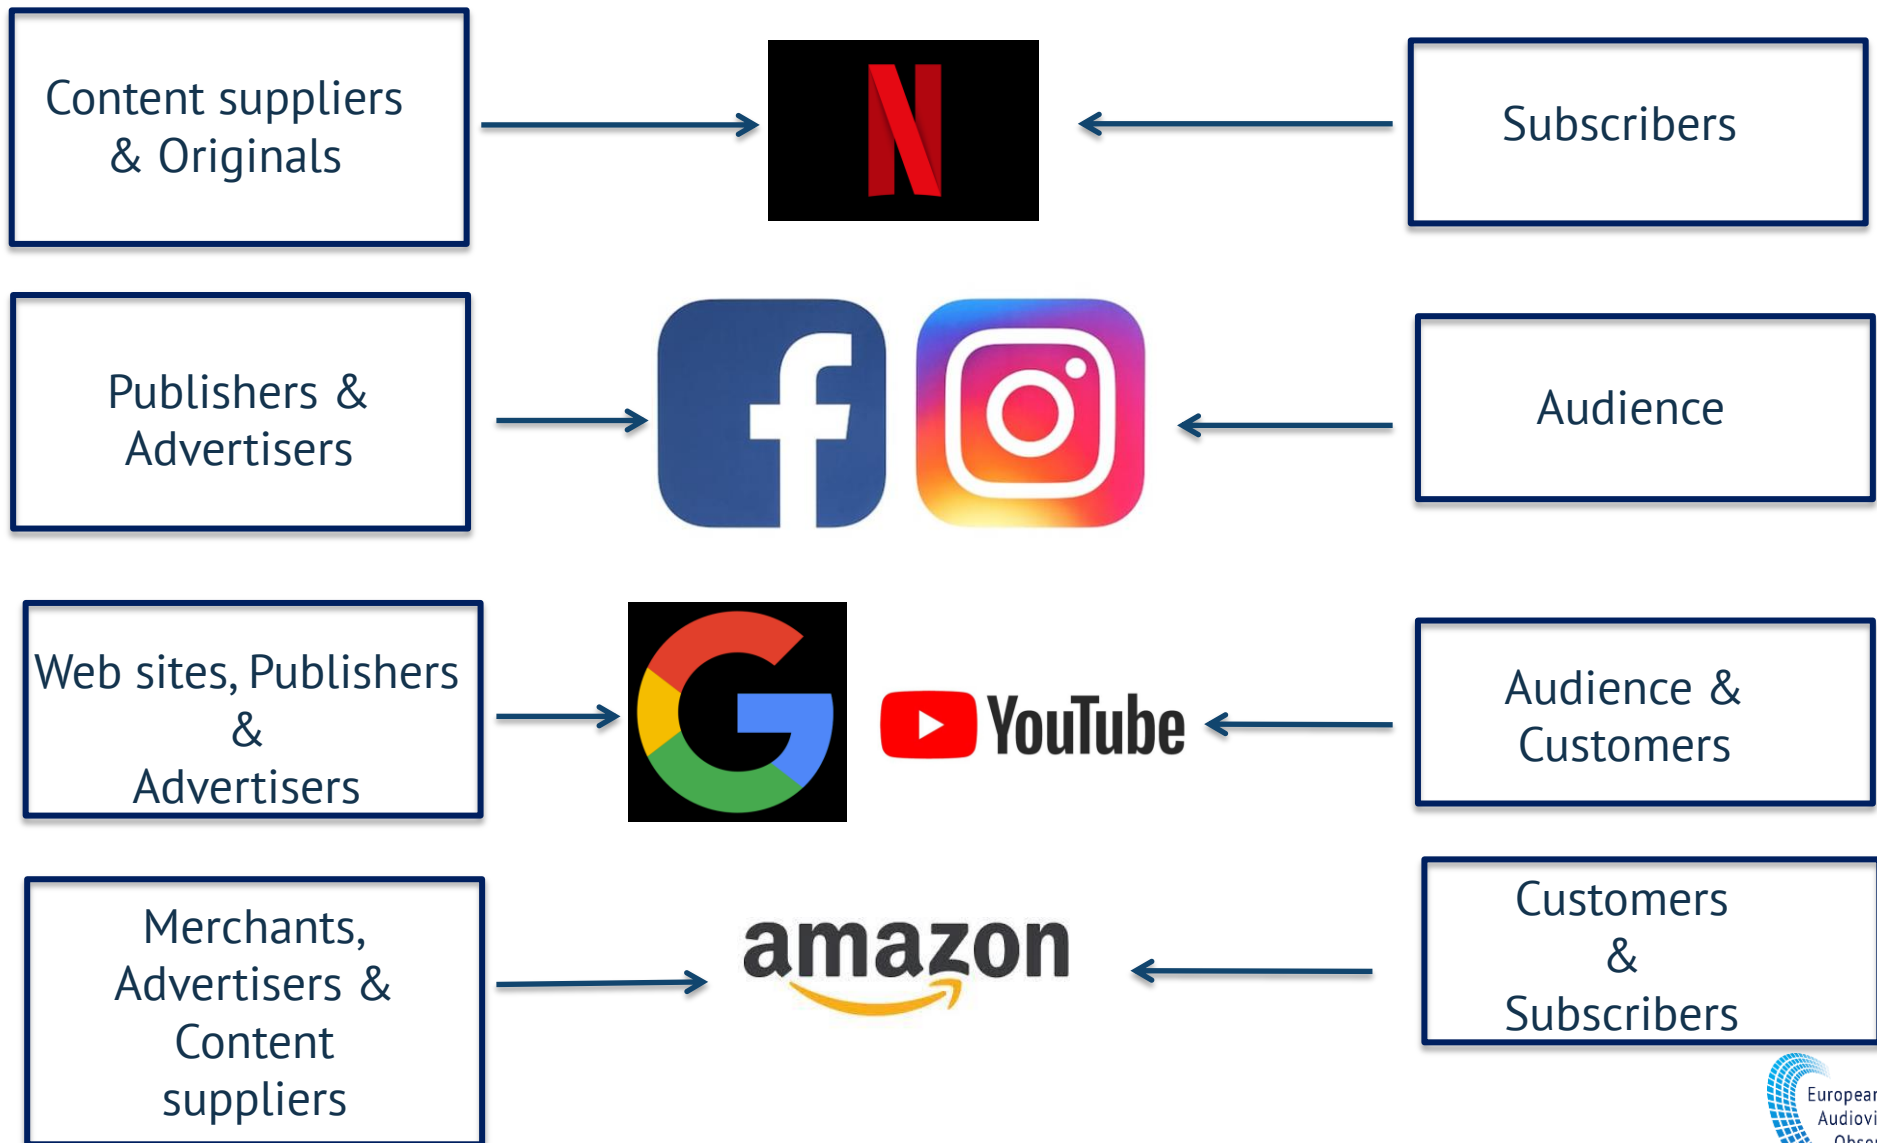 Content suppliers
& Originals
N
Subscribers
Publishers &
Advertisers
f
Audience
Web sites, Publishers
&
Advertisers
G
YouTube
Audience &
Customers
Merchants,
Advertisers &
Content
suppliers
amazon
Customers
&
Subscribers
European